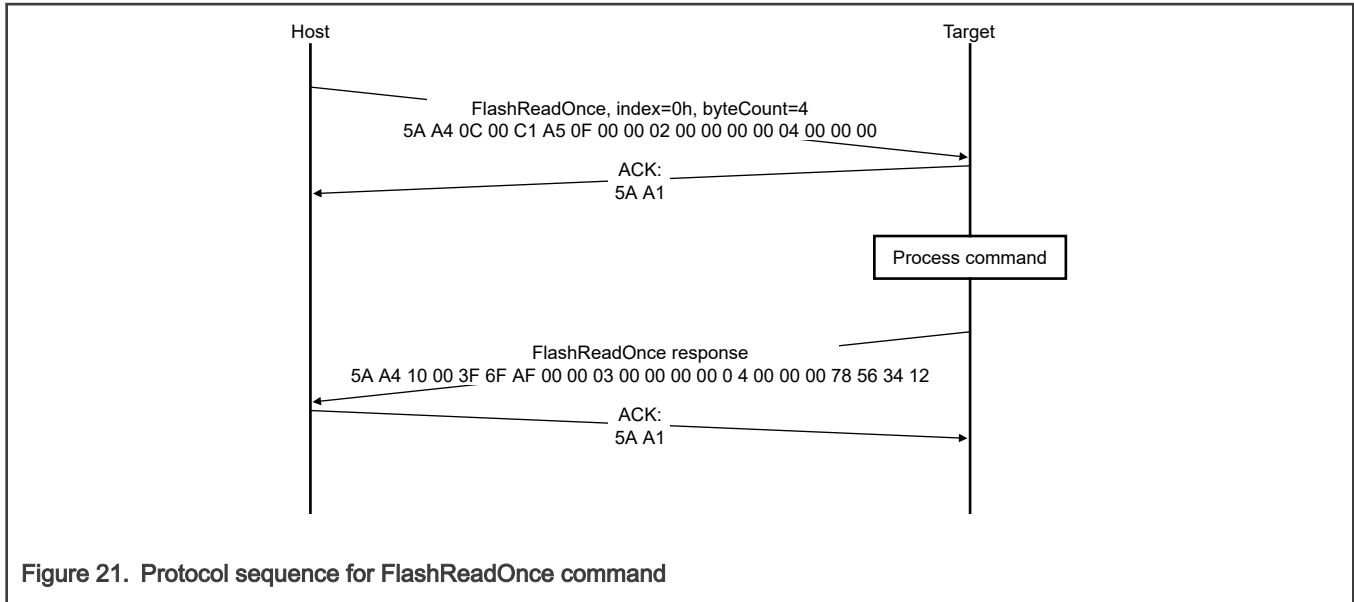 Host
Target
FlashReadOnce, index=0h, byteCount=4
5A A4 0C 00 C1 A5 0F 00 00 02 00 00 00 00 04 00 00 00
ACK:
5A A1
Process command
FlashReadOnce response
5A A4 10 00 3F 6F AF 00 00 03 00 00 00 00 0 4 00 00 00 78 56 34 12
ACK:
5A A1
Figure 21. Protocol sequence for FlashReadOnce command